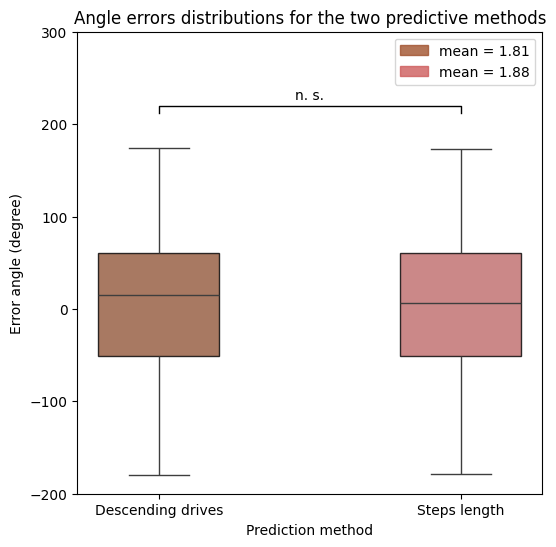 Angle errors distributions for the two predictive methods
300
mean = 1.81
mean = 1.88
n. s.
200
100
0
−100
−200
Error angle (degree)
Descending drives
Steps length
Prediction method